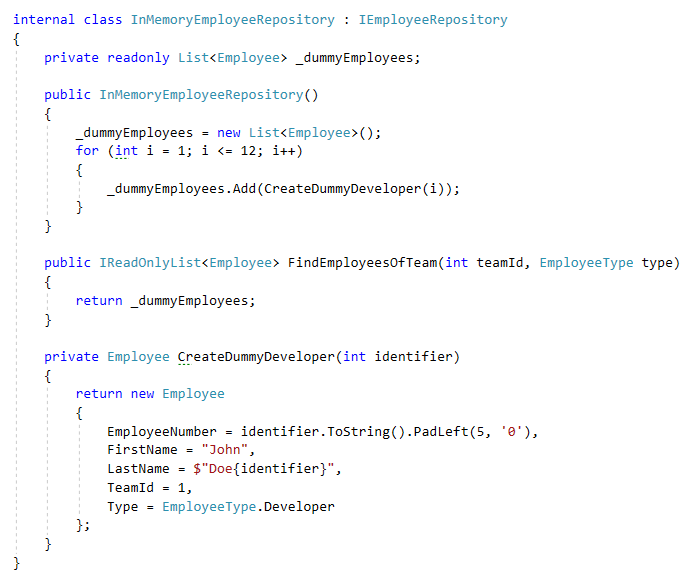 internal class InMemoryEmployeeRepository : IEmployeeRepository
{
    private readonly List<Employee> _dummyEmployees;

    public InMemoryEmployeeRepository()
    {
        _dummyEmployees = new List<Employee>();
        for (int i = 1; i <= 12; i++)
        {
            _dummyEmployees.Add(CreateDummyDeveloper(i));
        }
    }

    public IReadOnlyList<Employee> FindEmployeesOfTeam(int teamId, EmployeeType type)
    {
        return _dummyEmployees;
    }

    private Employee CreateDummyDeveloper(int identifier)
    {
        return new Employee
        {
            EmployeeNumber = identifier.ToString().PadLeft(5, '0'),
            FirstName = "John",
            LastName = $"Doe{identifier}",
            TeamId = 1,
            Type = EmployeeType.Developer
        };
    }
}